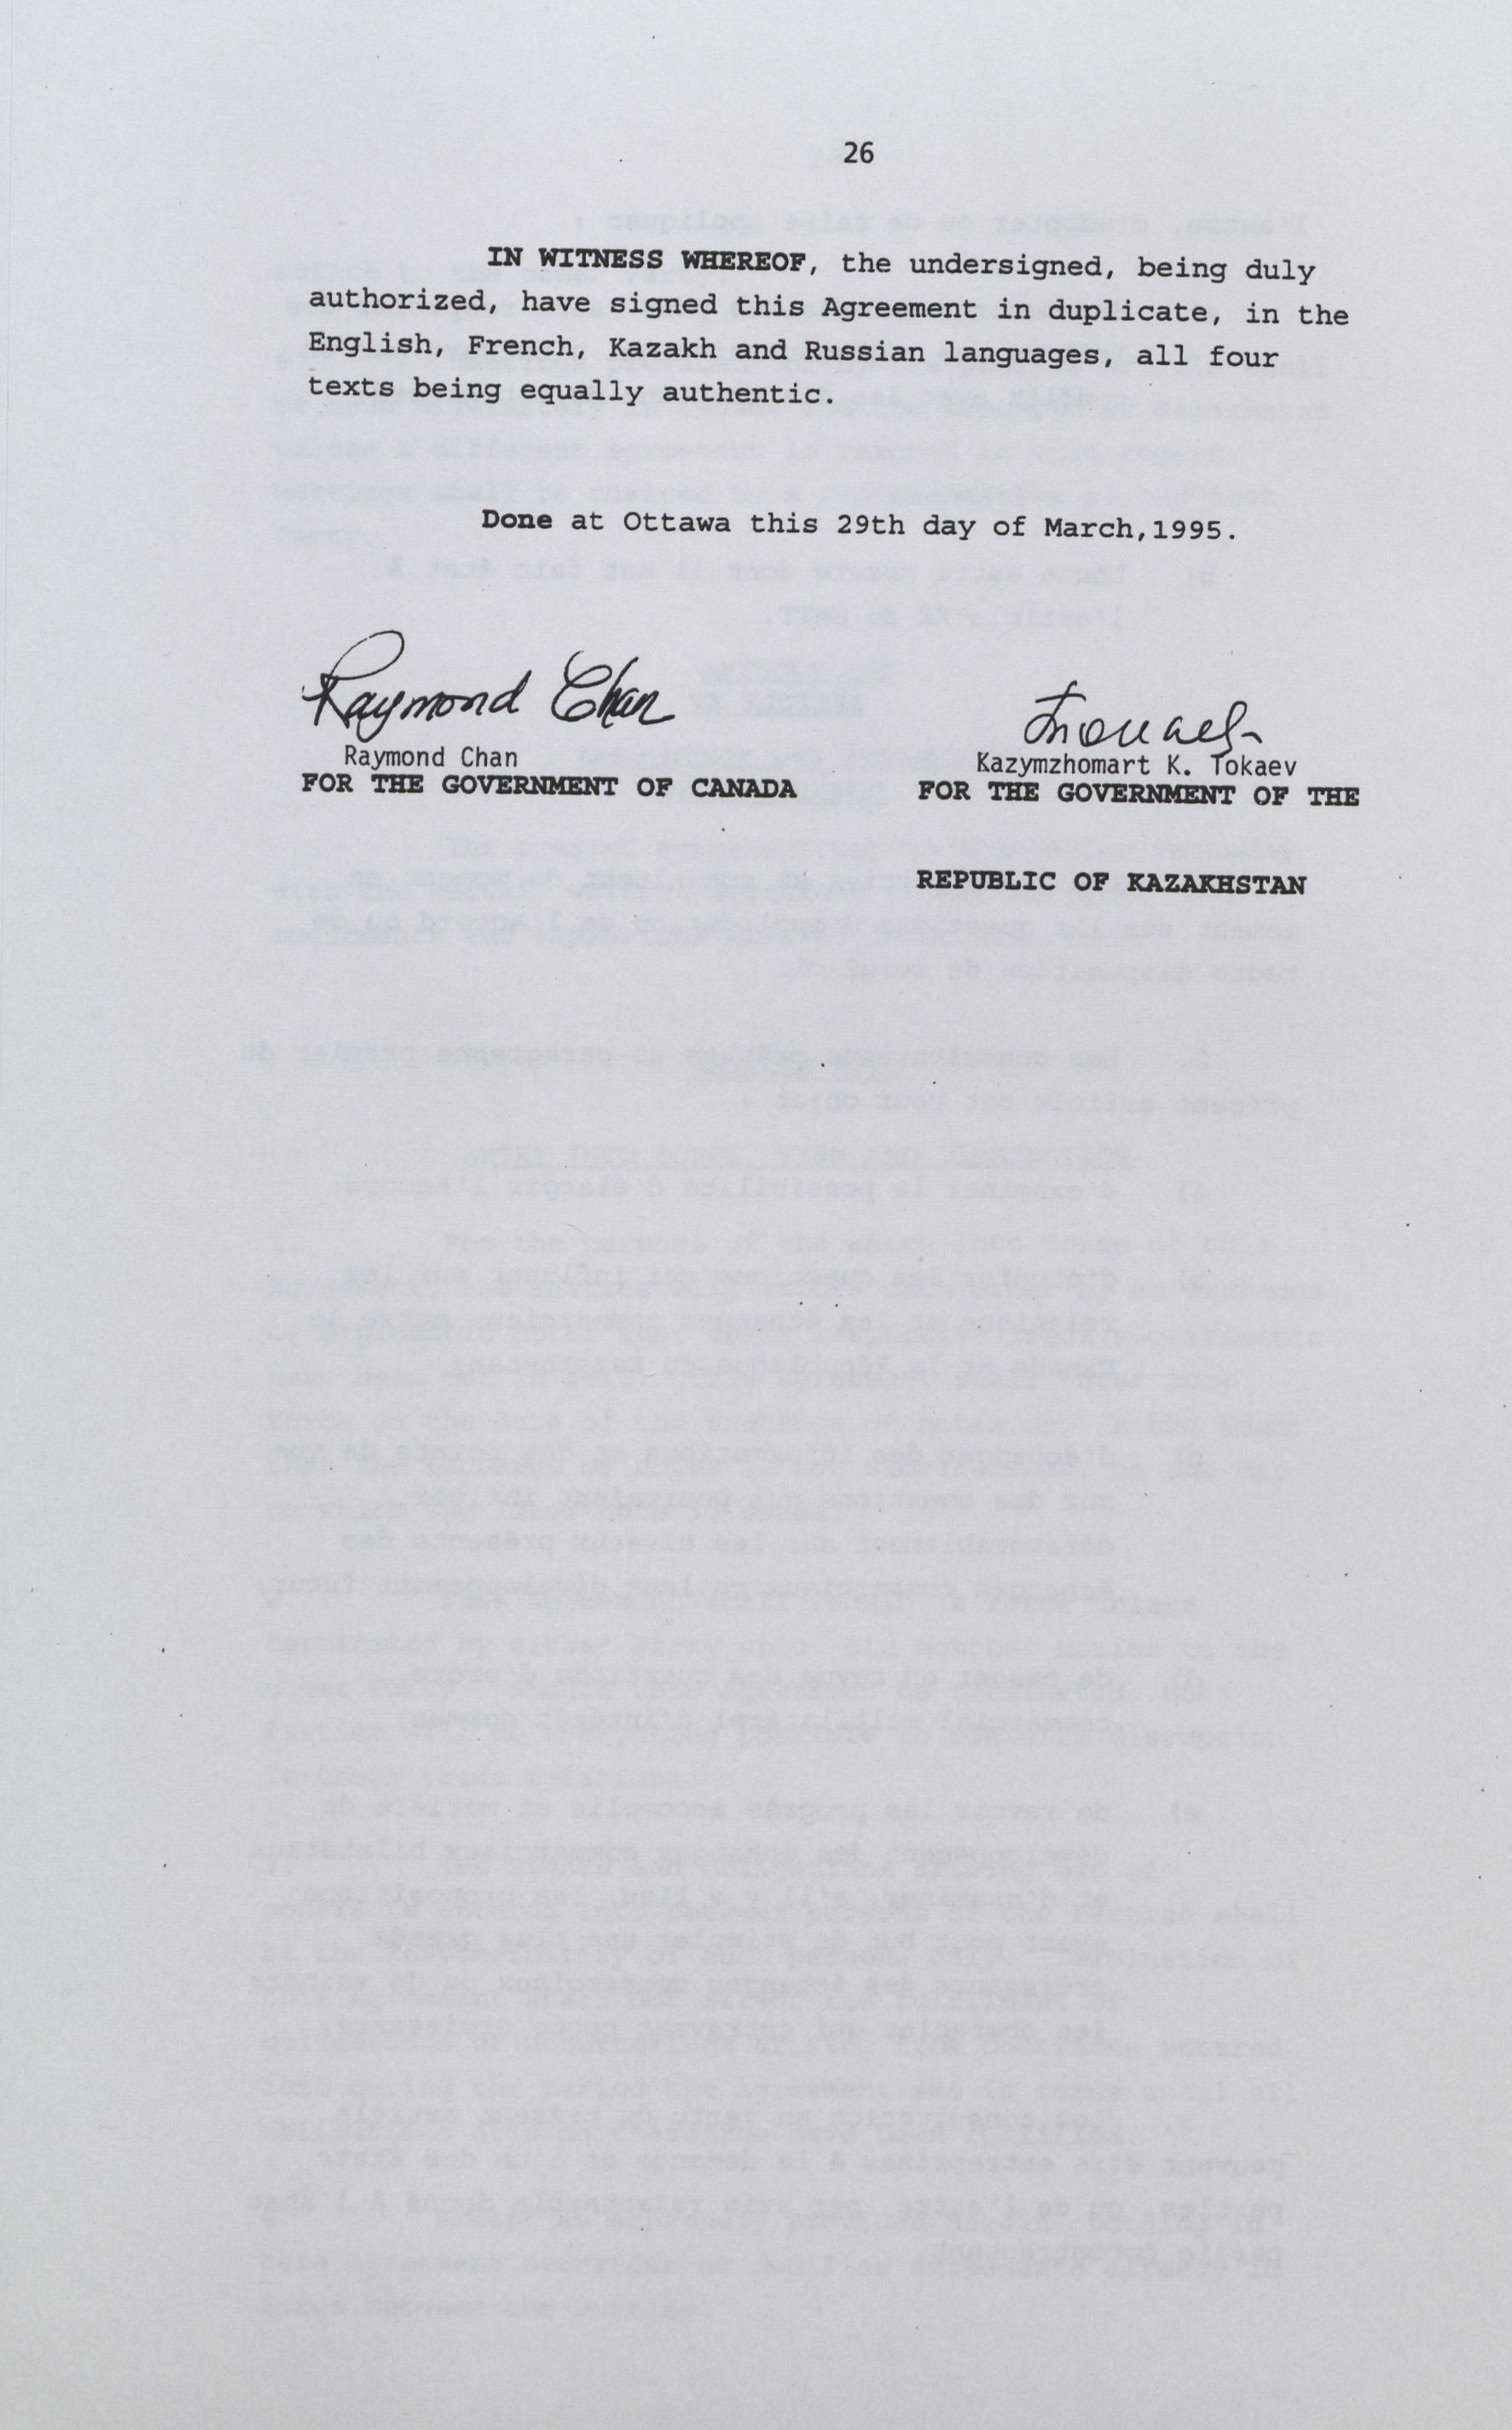 26
IN WITNESS WHEREOF, the undersigned, being duly
authorized, have signed this Agreement in duplicate, in the
English, French, Kazakh and Russian languages, all four
texts being equally authentic.
Done at Ottawa this 29th day of March,1995.
Raymond Chan
Raymond Chan
FOR THE GOVERNMENT OF CANADA
Kazymzhomart K. Tokaev
FOR THE GOVERNMENT OF THE
REPUBLIC OF KAZAKHSTAN